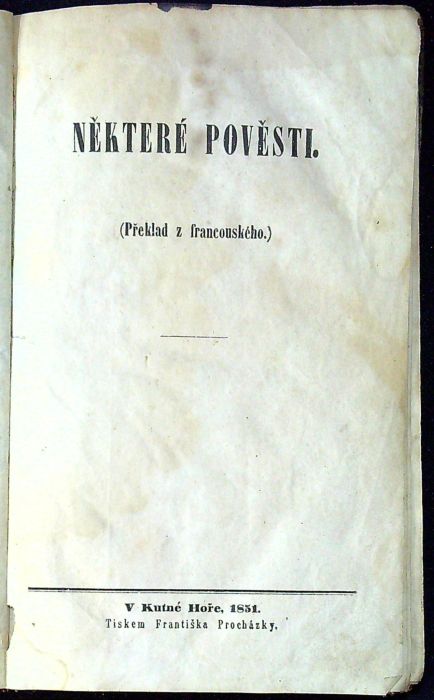 NĚKTERÉ POVĚSTI.
(Překlad z francouského.)
V Kutné Hoře, 1851.
Tiskem Františka Procházky.